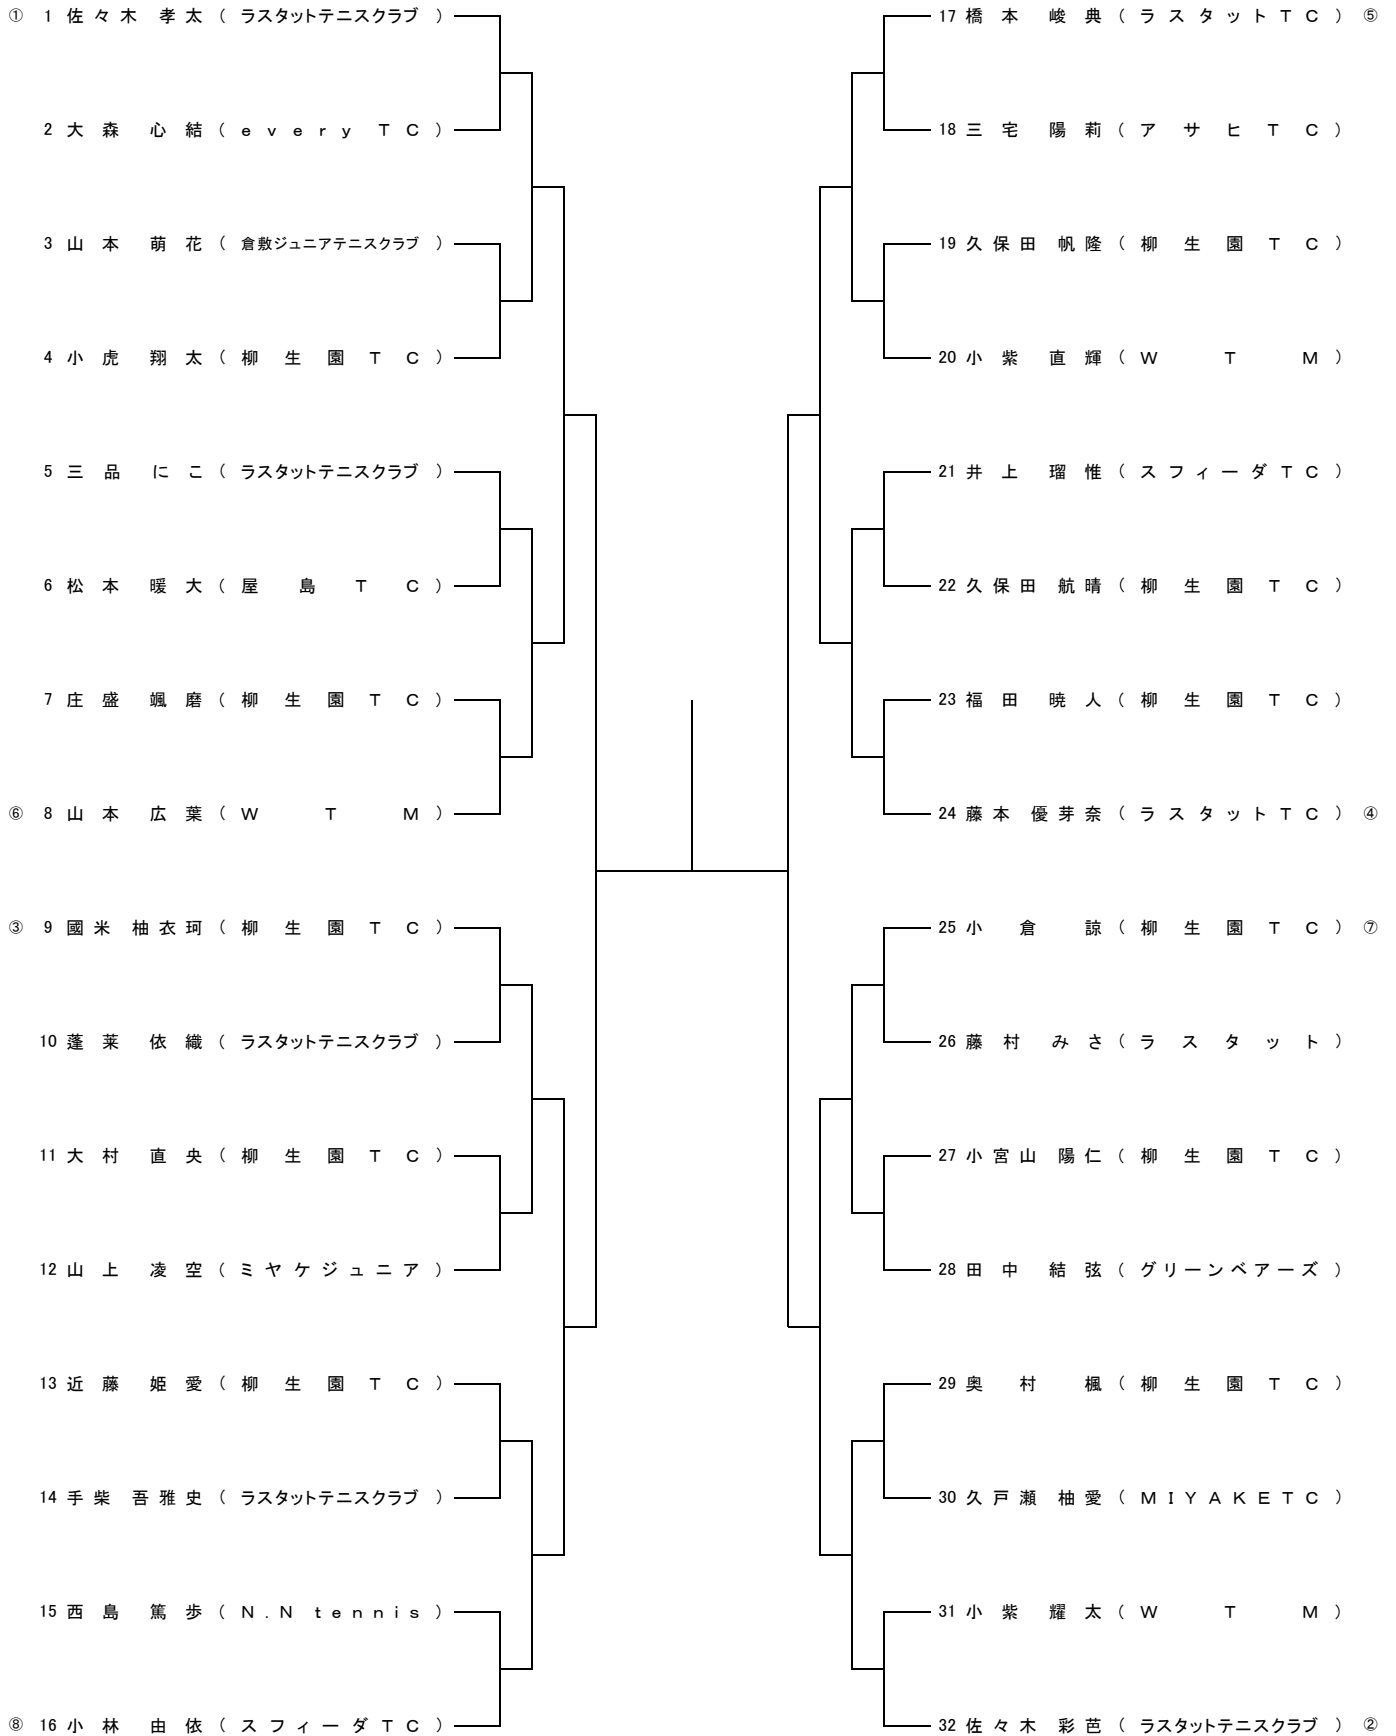 ① 1 佐々木 孝太 （ラスタットテニスクラブ）
2 大森 心結 （every TC）
3 山本 萌花 （倉敷ジュニアテニスクラブ）
4 小虎 翔太 （柳生園TC）
5 三品 にこ （ラスタットテニスクラブ）
6 松本 暖大 （屋島TC）
7 庄盛 颯磨 （柳生園TC）
⑥ 8 山本 広葉 （WTM）
③ 9 國米 柚衣珂 （柳生園TC）
10 蓬莱 依織 （ラスタットテニスクラブ）
11 大村 直央 （柳生園TC）
12 山上 凌空 （ミヤケジュニア）
13 近藤 姫愛 （柳生園TC）
14 手柴 吾雅史 （ラスタットテニスクラブ）
15 西島 篤歩 （N.N tennis）
⑧ 16 小林 由依 （スフィーダTC）
17 橋本 峻典 （ラスタットTC） ⑤
18 三宅 陽莉 （アサヒTC）
19 久保田 帆隆 （柳生園TC）
20 小紫 直輝 （WTM）
21 井上 瑠惟 （スフィーダTC）
22 久保田 航晴 （柳生園TC）
23 福田 暁人 （柳生園TC）
24 藤本 優芽奈 （ラスタットTC） ④
25 小倉 諒 （柳生園TC） ⑦
26 藤村 みさ （ラスタット）
27 小宮山 陽仁 （柳生園TC）
28 田中 結弦 （グリーンベアーズ）
29 奥村 楓 （柳生園TC）
30 久戸瀬 柚愛 （MIYAKETC）
31 小紫 耀太 （WTM）
32 佐々木 彩芭 （ラスタットテニスクラブ） ②